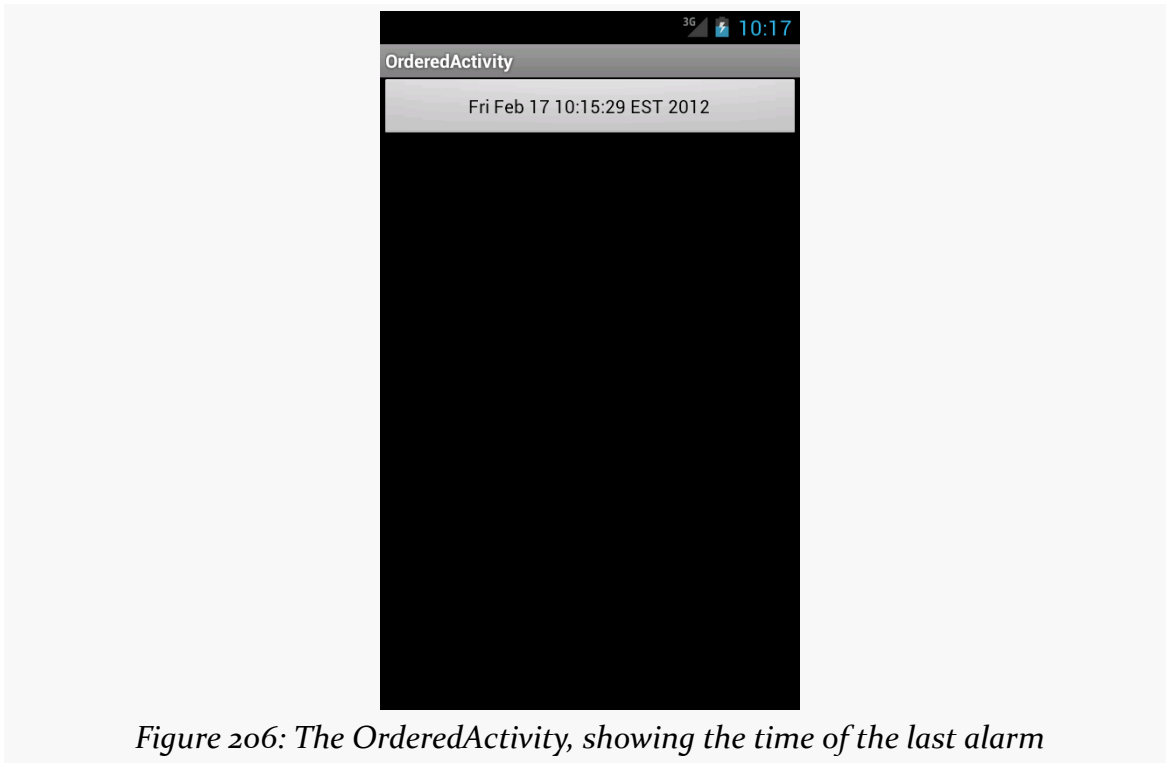 3G 10:17
OrderedActivity
Fri Feb 17 10:15:29 EST 2012
Figure 206: The OrderedActivity, showing the time of the last alarm